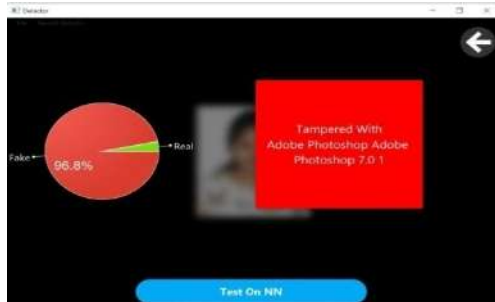 Detector
Tampered With
Adobe Photoshop Adobe
Photoshop 7.0 1
Real
Fake
96.8%
Test On NN